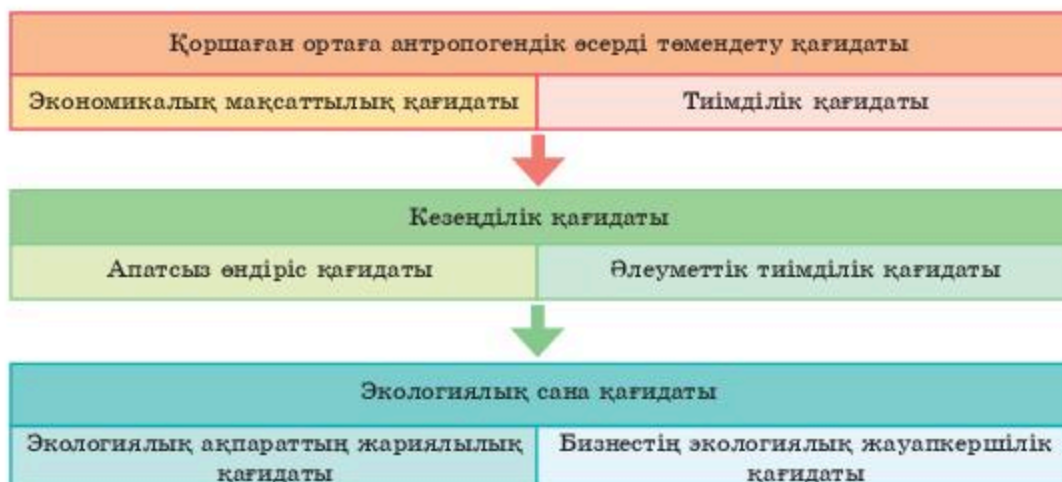 Қоршаған ортаға антропогендік әсерді төмендету қағидаты
Экономикалық мақсаттылық қағидаты
Тиімділік қағидаты
Кезеңділік қағидаты
Апатсыз өндіріс қағидаты
Әлеуметтік тиімділік қағидаты
Экологиялық сана қағидаты
Экологиялық ақпараттың жариялылық
қағидаты
Бизнестің экологиялық жауапкершілік
қағидаты